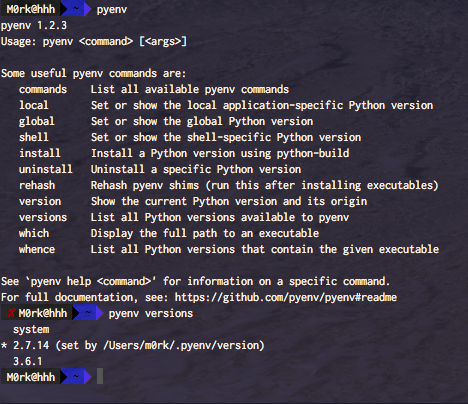 M0rk@hhh ~ pyenv
pyenv 1.2.3
Usage: pyenv <command> [<args>]
Some useful pyenv commands are:
commands List all available pyenv commands
local Set or show the local application-specific Python version
global Set or show the global Python version
shell Set or show the shell-specific Python version
install Install a Python version using python-build
uninstall Uninstall a specific Python version
rehash Rehash pyenv shims (run this after installing executables)
version Show the current Python version and its origin
versions List all Python versions available to pyenv
which Display the full path to an executable
whence List all Python versions that contain the given executable
See `pyenv help <command>' for information on a specific command.
For full documentation, see: https://github.com/pyenv/pyenv#readme
✘ M0rk@hhh ~ pyenv versions
system
* 2.7.14 (set by /Users/m0rk/.pyenv/version)
3.6.1
M0rk@hhh ~